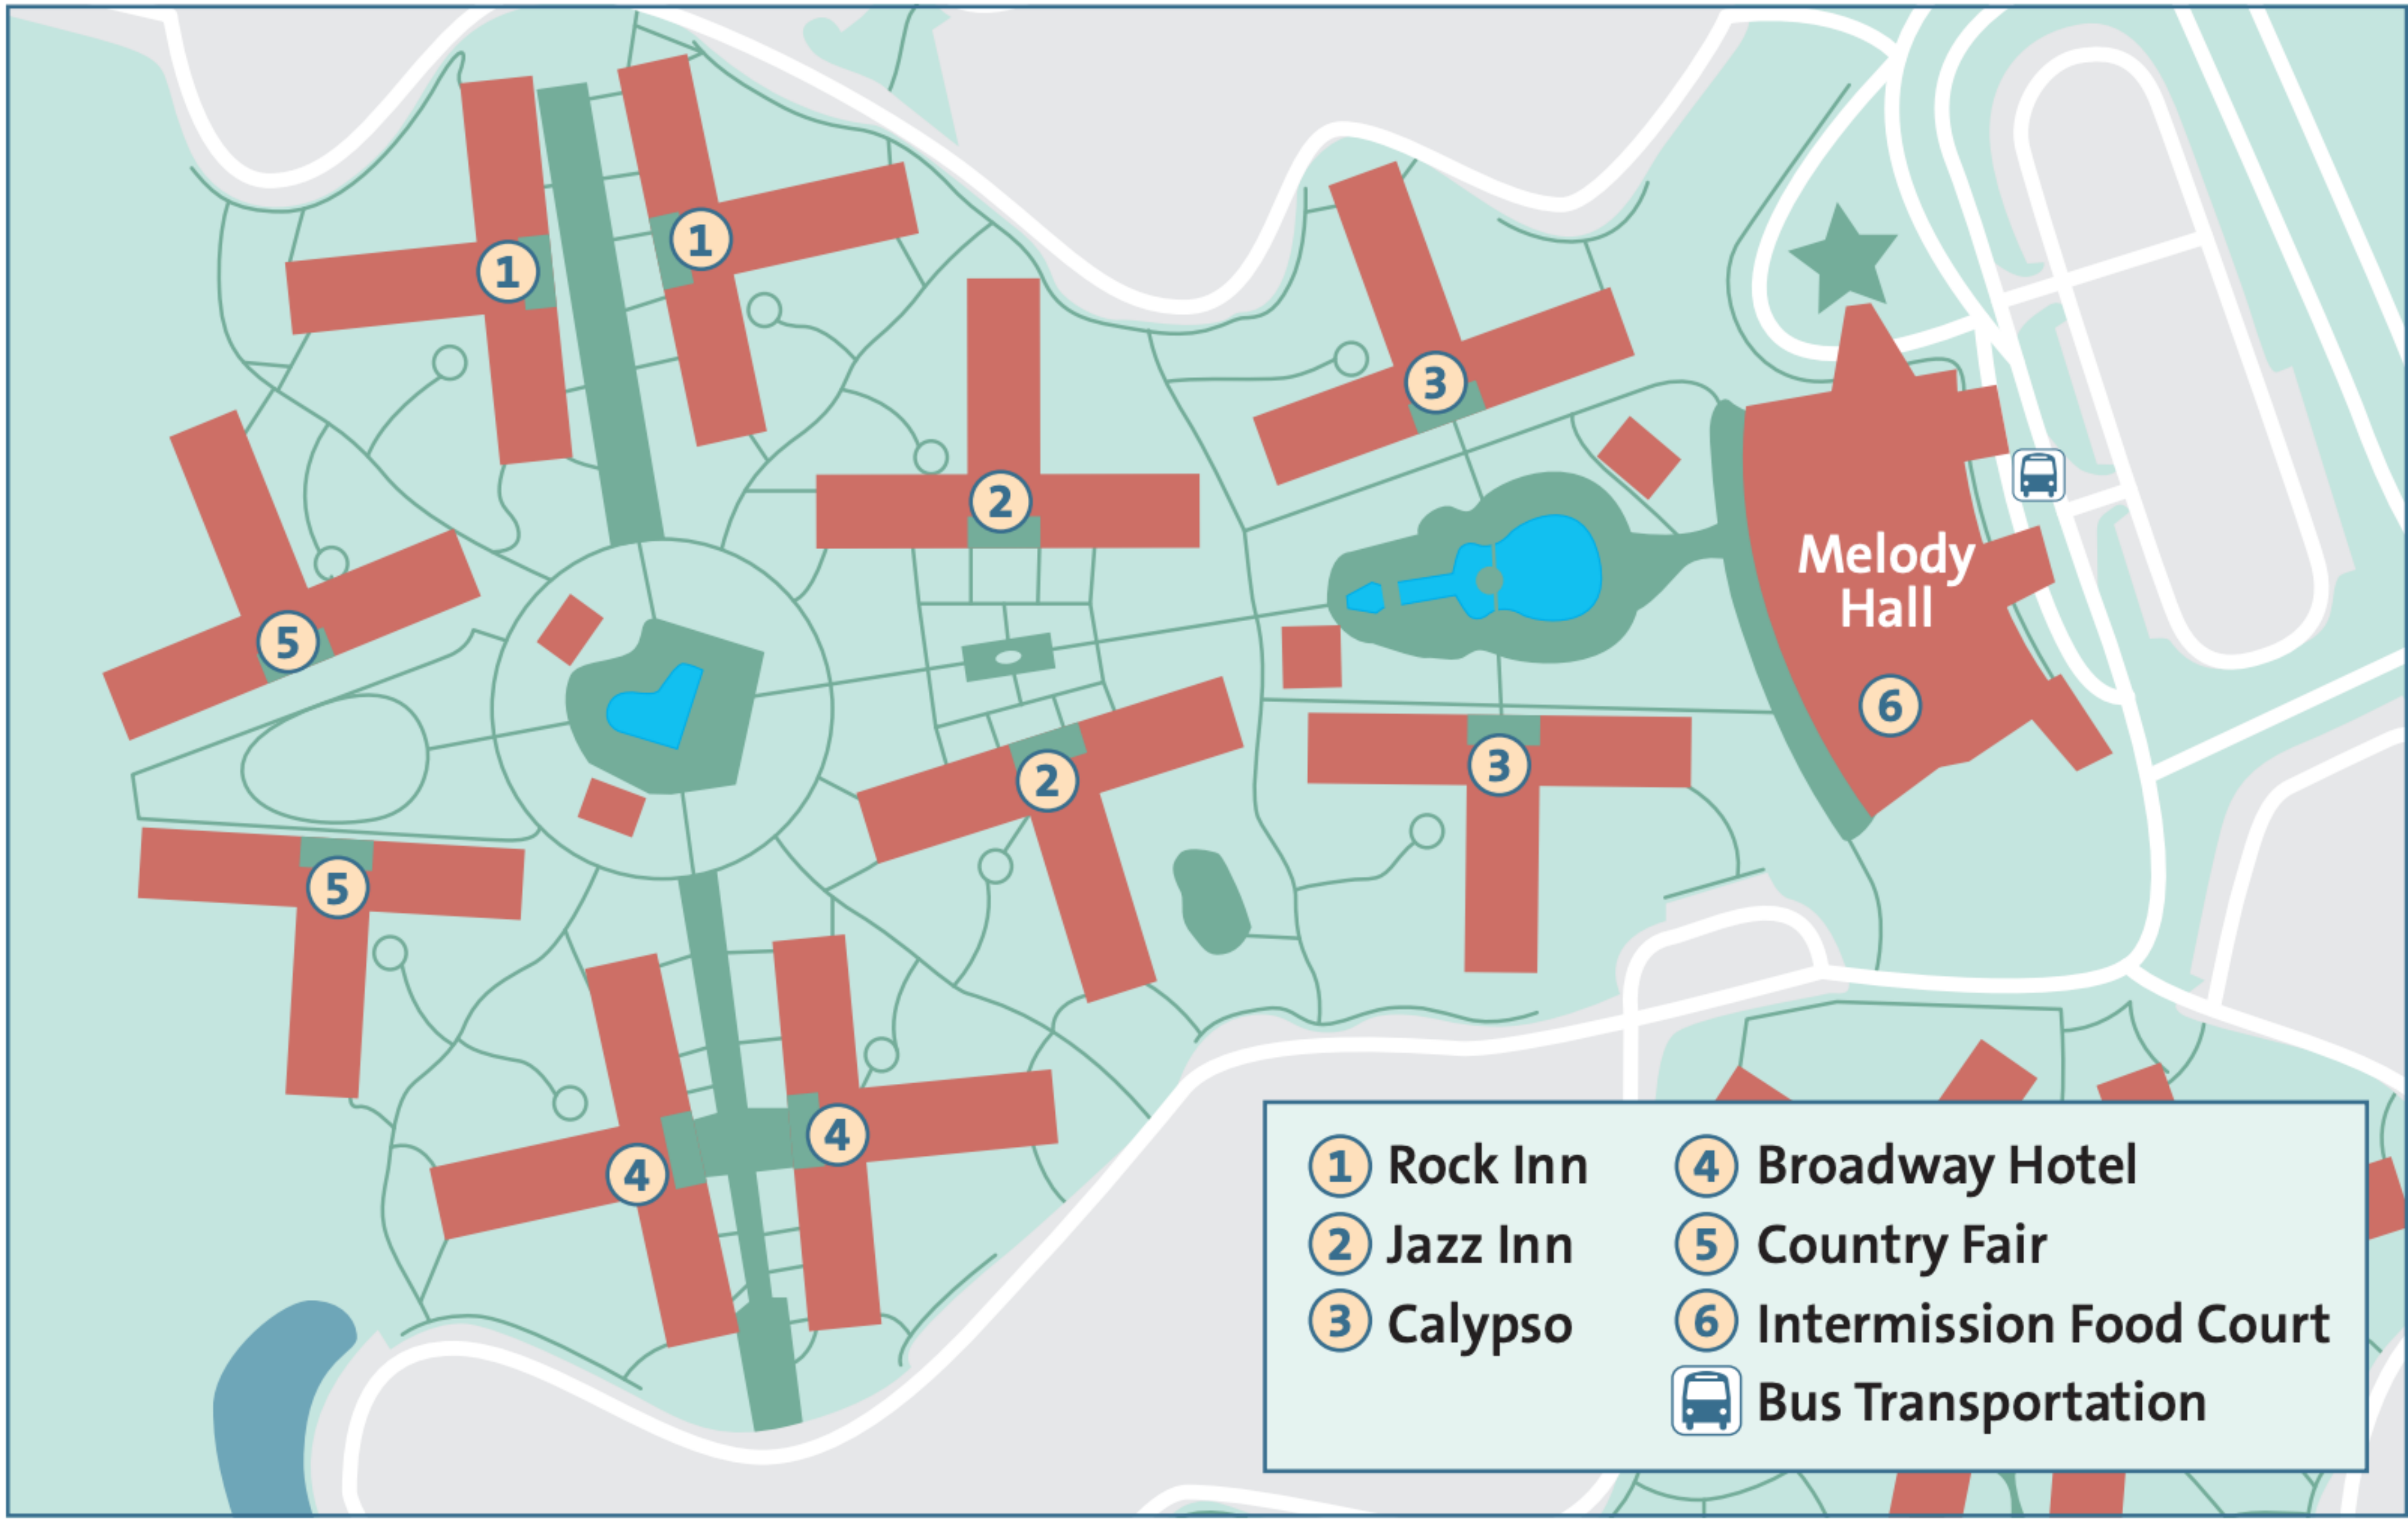 1
1
3
2
Melody
Hall
5
6
3
2
5
4
4
1 Rock Inn
2 Jazz Inn
3 Calypso
4 Broadway Hotel
5 Country Fair
6 Intermission Food Court
Bus Transportation